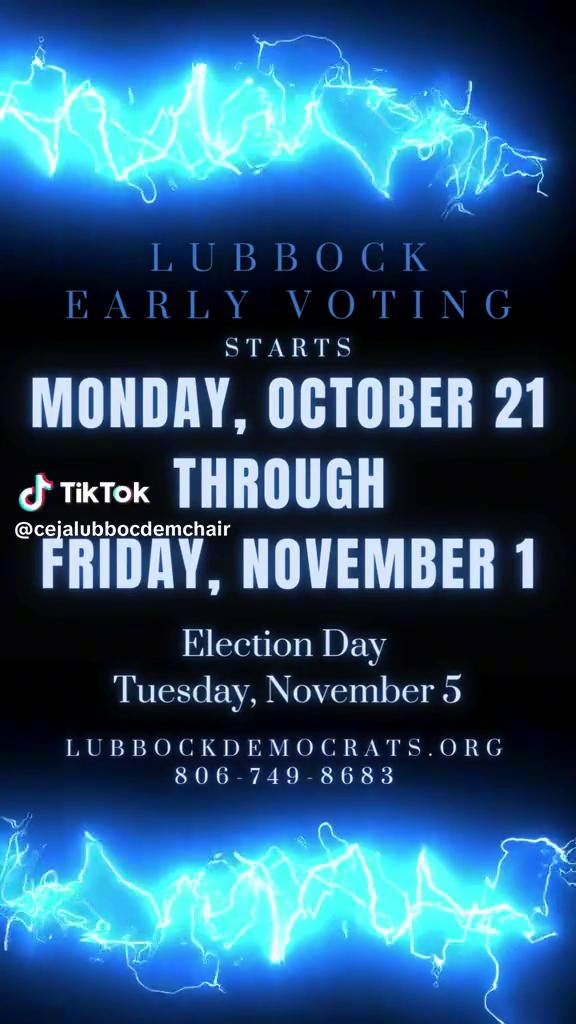 LUBBOCK
EARLY VOTING
STARTS
MONDAY, OCTOBER 21
THROUGH
TikTok
@cejalubbocdemchair
FRIDAY, NOVEMBER 1
Election Day
Tuesday, November 5
LUBBOCKDEMOCRATS.ORG
806-749-8683